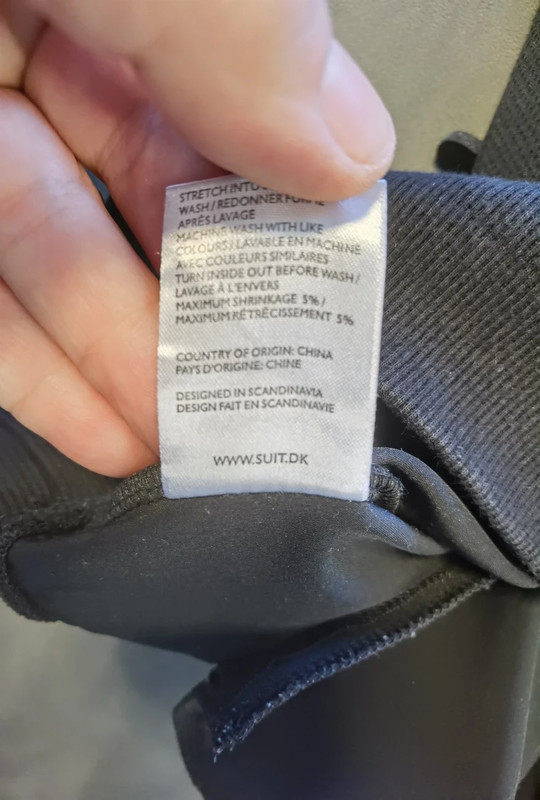 STRETCH INTO
WASH / REDONNER FORME
APRÈS LAVAGE
MACHINE WASH WITH LIKE
COLOURS / LAVABLE EN MACHINE
AVEC COULEURS SIMILAIRES
TURN INSIDE OUT BEFORE WASH /
LAVAGE À L'ENVERS
MAXIMUM SHRINKAGE 5% /
MAXIMUM RÉTRÉCISSEMENT 5%
COUNTRY OF ORIGIN: CHINA
PAYS D'ORIGINE: CHINE
DESIGNED IN SCANDINAVIA
DESIGN FAIT EN SCANDINAVIE
WWW.SUIT.DK